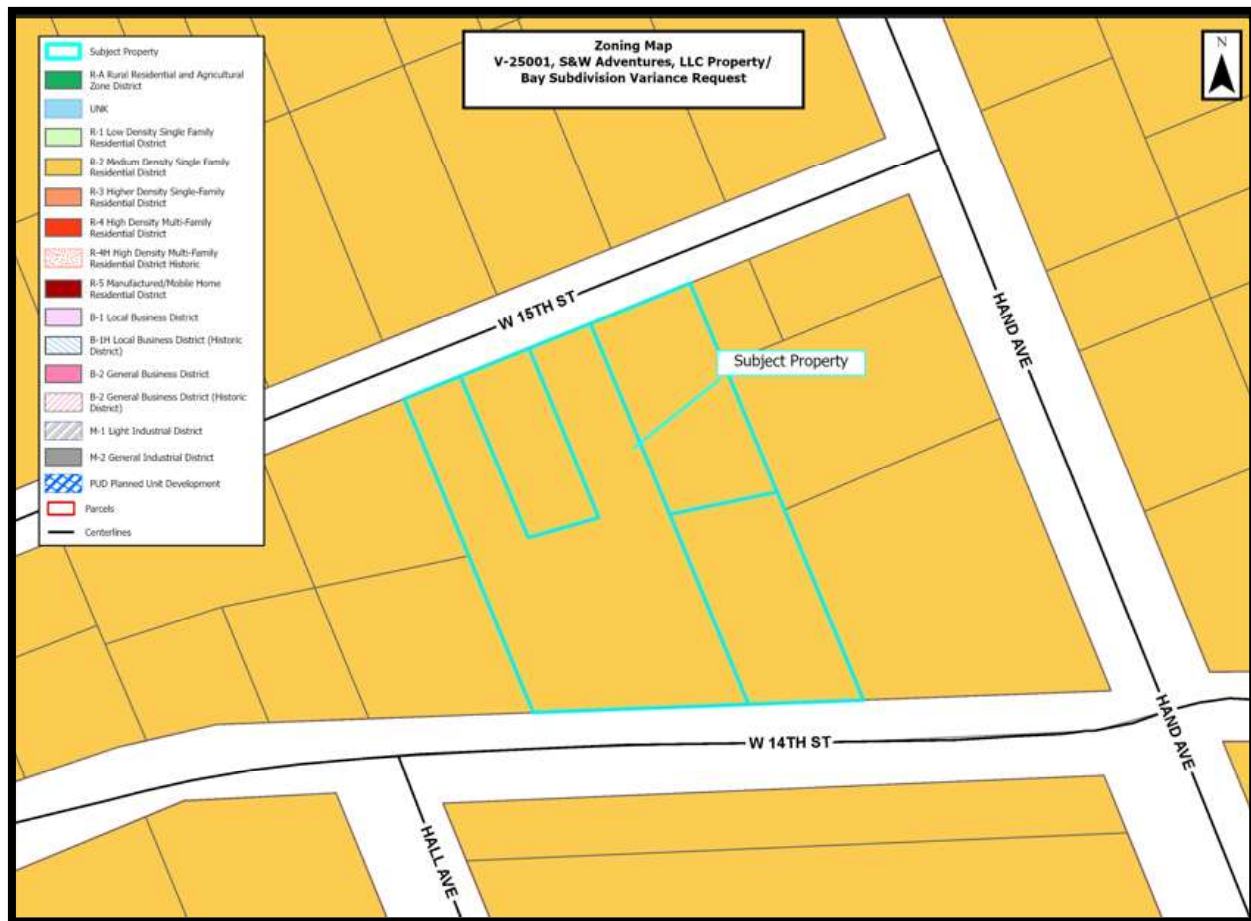 Zoning Map
V-25001, S&W Adventures, LLC Property/
Bay Subdivision Variance Request
N
Subject Property
R-A Rural Residential and Agricultural
Zone District
UNK
R-1 Low Density Single Family
Residential District
R-2 Medium Density Single Family
Residential District
R-3 Higher Density Single-Family
Residential District
R-4 High Density Multi-Family
Residential District
R-4H High Density Multi-Family
Residential District Historic
R-5 Manufactured/Mobile Home
Residential District
B-1 Local Business District
B-1H Local Business District (Historic
District)
B-2 General Business District
B-2 General Business District (Historic
District)
M-1 Light Industrial District
M-2 General Industrial District
PUD Planned Unit Development
Parcels
Centerlines
W 15TH ST
HAND AVE
Subject Property
HAND AVE
W 14TH ST
HALL AVE